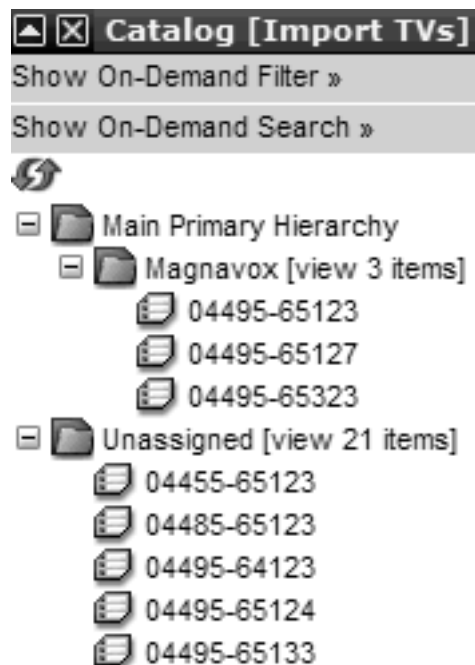 Catalog [Import TVs]
Show On-Demand Filter »
Show On-Demand Search »
Main Primary Hierarchy
Magnavox [view 3 items]
04495-65123
04495-65127
04495-65323
Unassigned [view 21 items]
04455-65123
04485-65123
04495-64123
04495-65124
04495-65133